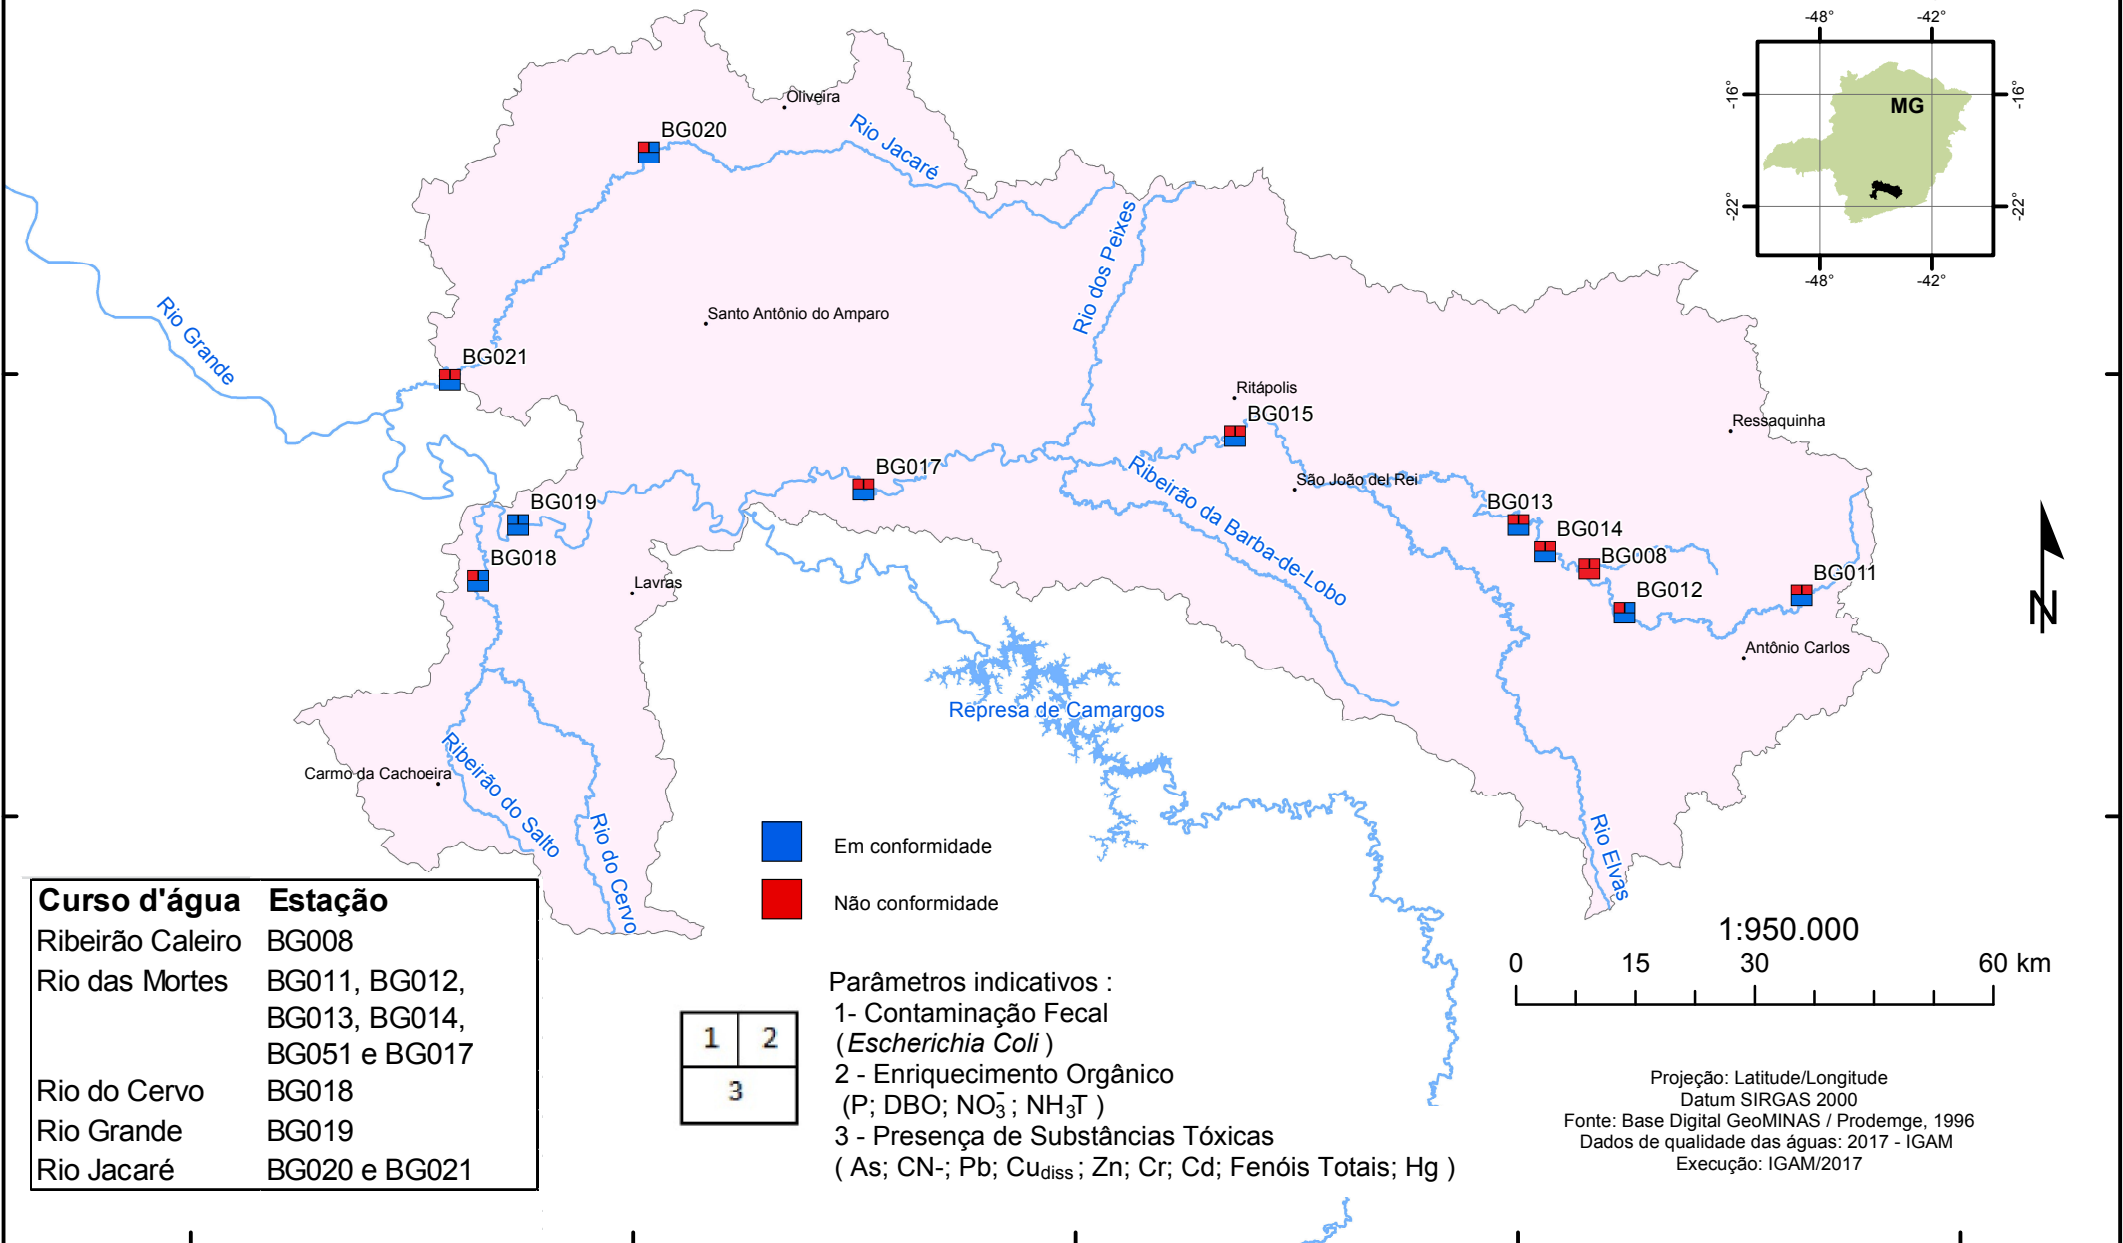 -48°
-42°
-16°
-16°
MG
-22°
-22°
-48°
-42°
Oliveira
BG020
Rio Jacaré
Rio dos Peixes
Rio Grande
Santo Antônio do Amparo
BG021
Ritápolis
BG015
Ressaquinha
BG017
Ribeirão da Barba-de-Lobo
São João del Rei
BG019
BG013
BG014
BG018
BG008
BG011
Lavras
BG012
N
Antônio Carlos
Represa de Camargos
Ribeirão do Salto
Carmo da Cachoeira
Rio do Cervo
Rio Elvas
Em conformidade
Não conformidade
Curso d'água Estação
Ribeirão Caleiro BG008
Rio das Mortes BG011, BG012,
BG013, BG014,
BG051 e BG017
Rio do Cervo BG018
Rio Grande BG019
Rio Jacaré BG020 e BG021
1 2
3
Parâmetros indicativos :
1- Contaminação Fecal
(Escherichia Coli )
2 - Enriquecimento Orgânico
(P; DBO; NO₃⁻; NH₃T )
3 - Presença de Substâncias Tóxicas
( As; CN-; Pb; Cudiss ; Zn; Cr; Cd; Fenóis Totais; Hg )
1:950.000
0 15 30 60 km
Projeção: Latitude/Longitude
Datum SIRGAS 2000
Fonte: Base Digital GeoMINAS / Prodemge, 1996
Dados de qualidade das águas: 2017 - IGAM
Execução: IGAM/2017